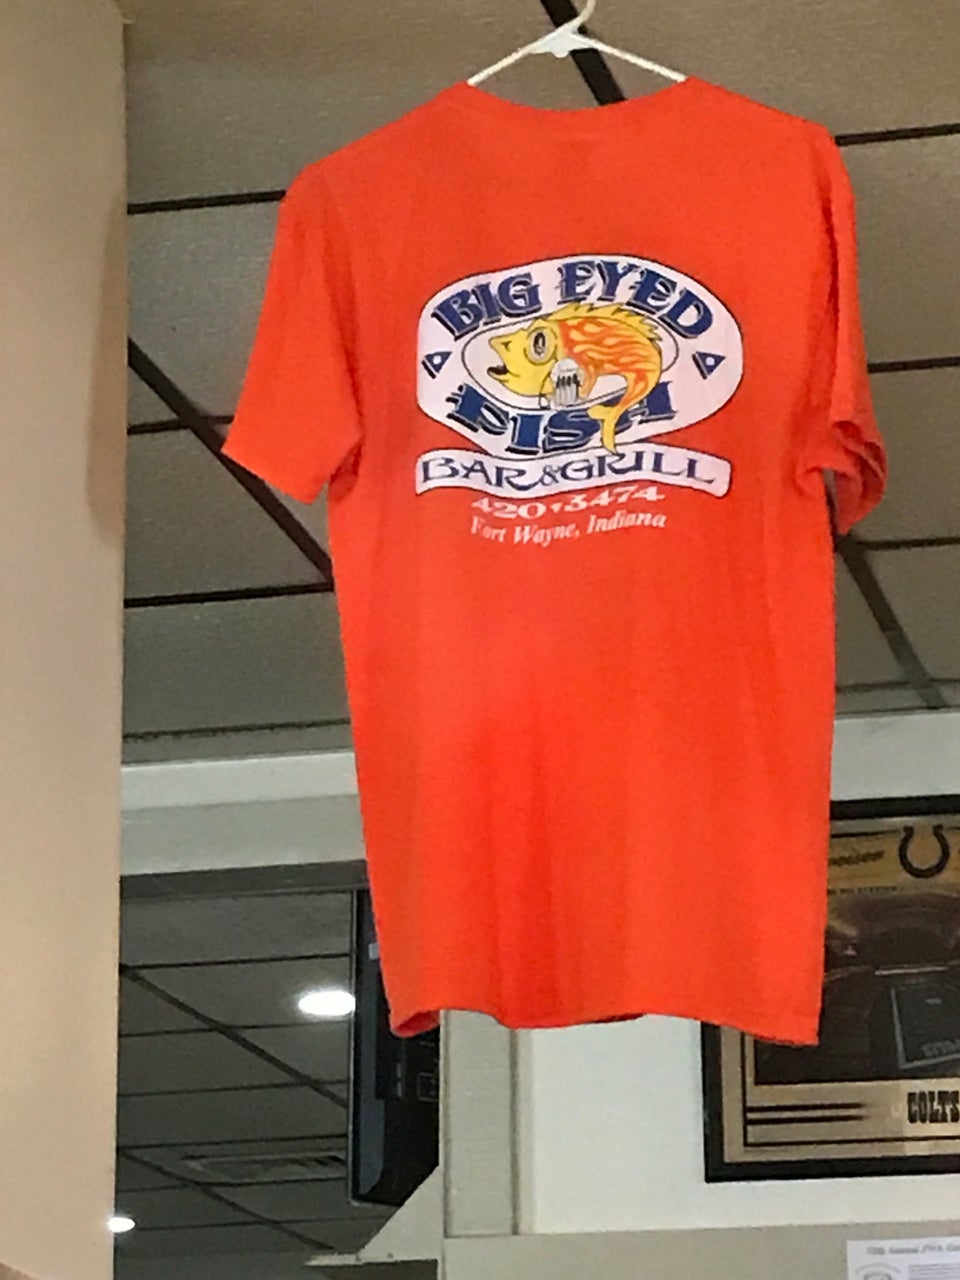 BIG EYED
FISH
BAR & GRILL
420▾3474
Fort Wayne, Indiana
COLTS